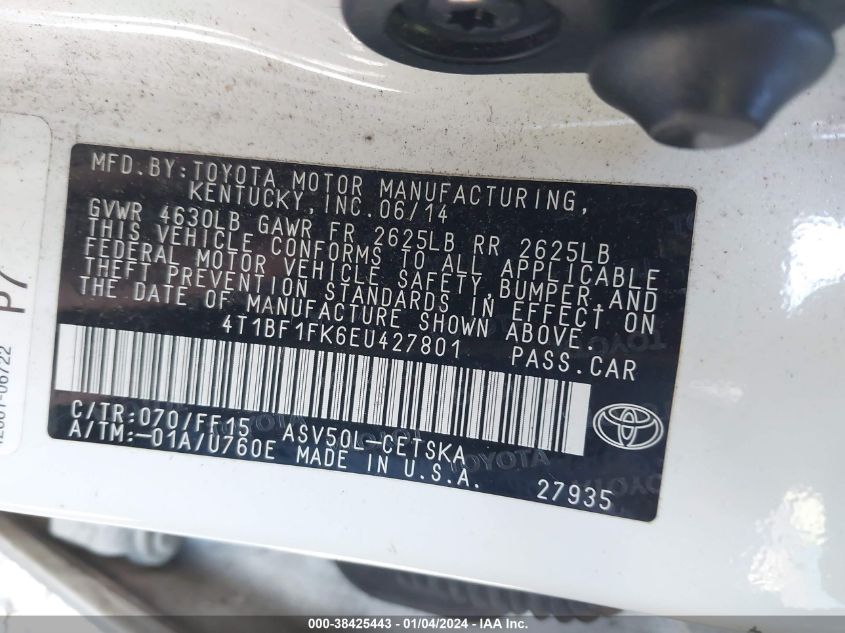 MFD.BY:TOYOTA MOTOR MANUFACTURING,
KENTUCKY,INC.06/14
GVWR 4630LB GAWR FR 2625LB RR 2625LB
THIS VEHICLE CONFORMS TO ALL APPLICABLE
FEDERAL MOTOR VEHICLE SAFETY,BUMPER,AND
THEFT PREVENTION STANDARDS IN EFFECT ON
THE DATE OF MANUFACTURE SHOWN ABOVE.
4T1BF1FK6EU427801 PASS.CAR
C/TR:070/FF15 ASV50L-CETSKA
A/TM:-01A/U760E MADE IN U.S.A.
27935
TOYOTA
P7
000-38425443 - 01/04/2024 - IAA Inc.